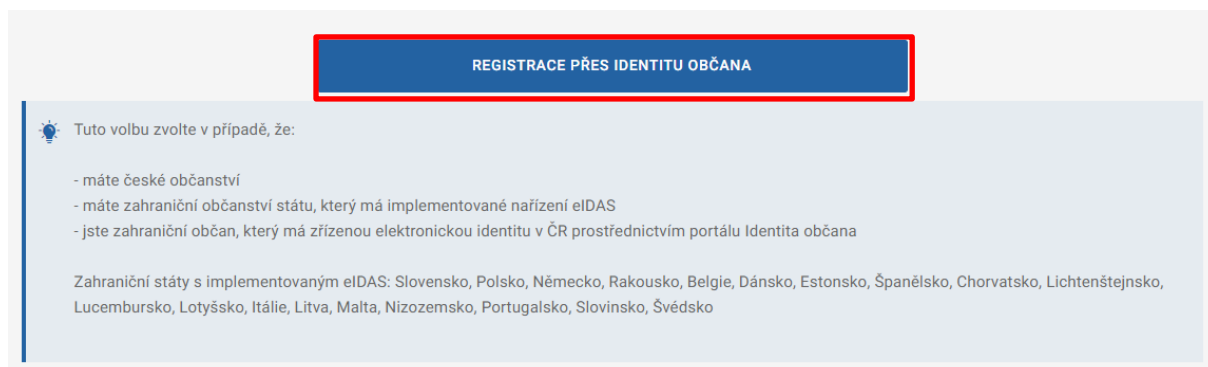 REGISTRACE PŘES IDENTITU OBČANA
Tuto volbu zvolte v případě, že:
- máte české občanství
- máte zahraniční občanství státu, který má implementované nařízení eIDAS
- jste zahraniční občan, který má zřízenou elektronickou identitu v ČR prostřednictvím portálu Identita občana
Zahraniční státy s implementovaným eIDAS: Slovensko, Polsko, Německo, Rakousko, Belgie, Dánsko, Estonsko, Španělsko, Chorvatsko, Lichtenštejnsko,
Lucembursko, Lotyšsko, Itálie, Litva, Malta, Nizozemsko, Portugalsko, Slovinsko, Švédsko